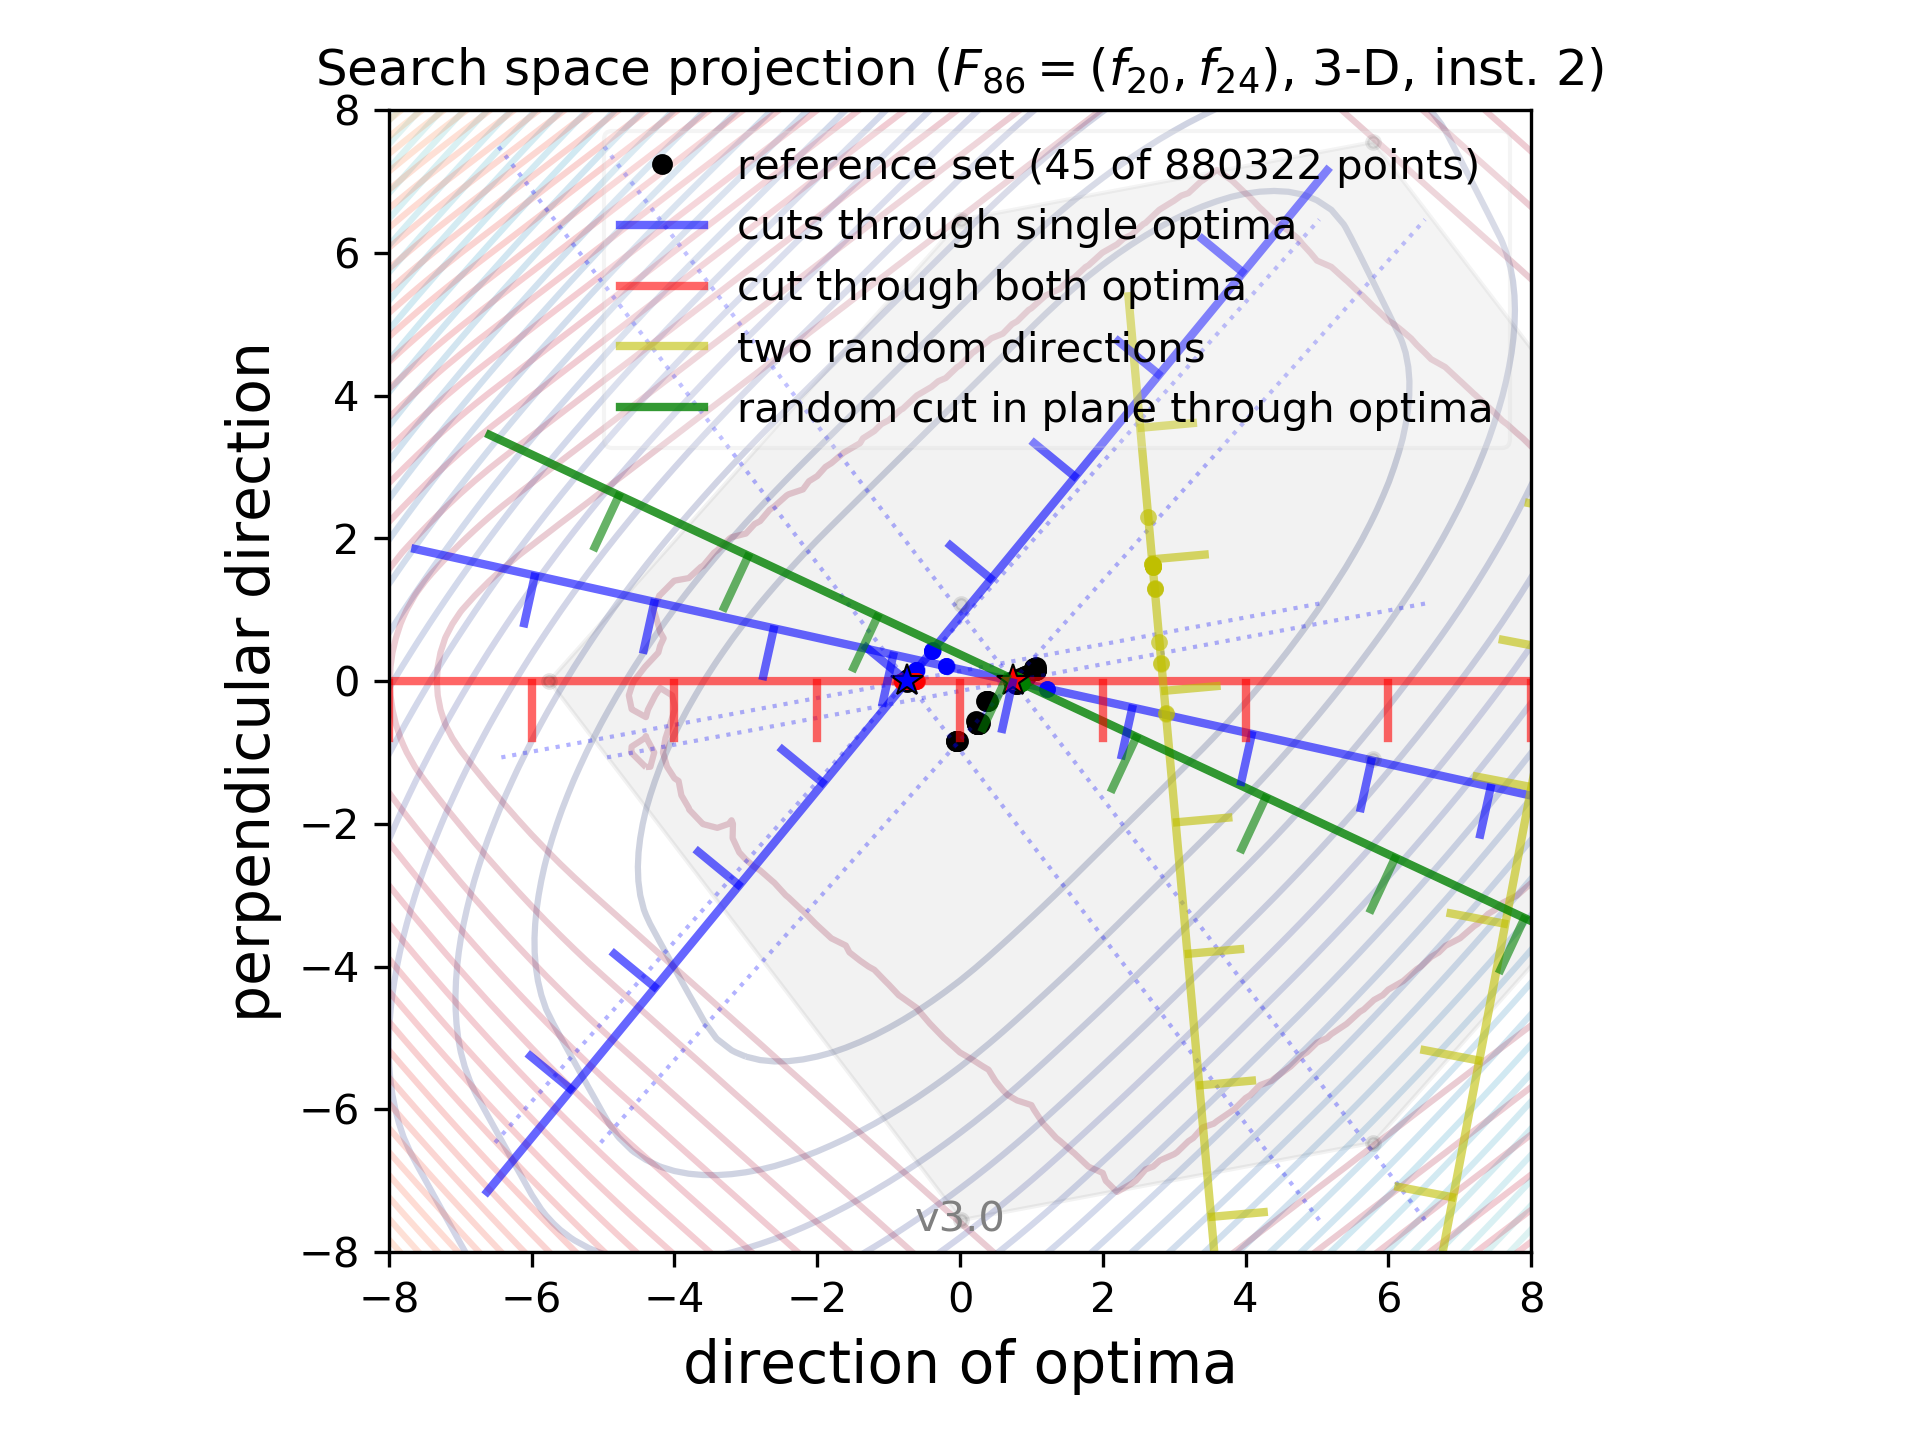 Search space projection (F86 = (f20, f24), 3-D, inst. 2)
reference set (45 of 880322 points)
cuts through single optima
cut through both optima
two random directions
random cut in plane through optima
8
6
4
2
0
−2
−4
−6
−8
perpendicular direction
v3.0
−8 −6 −4 −2 0 2 4 6 8
direction of optima